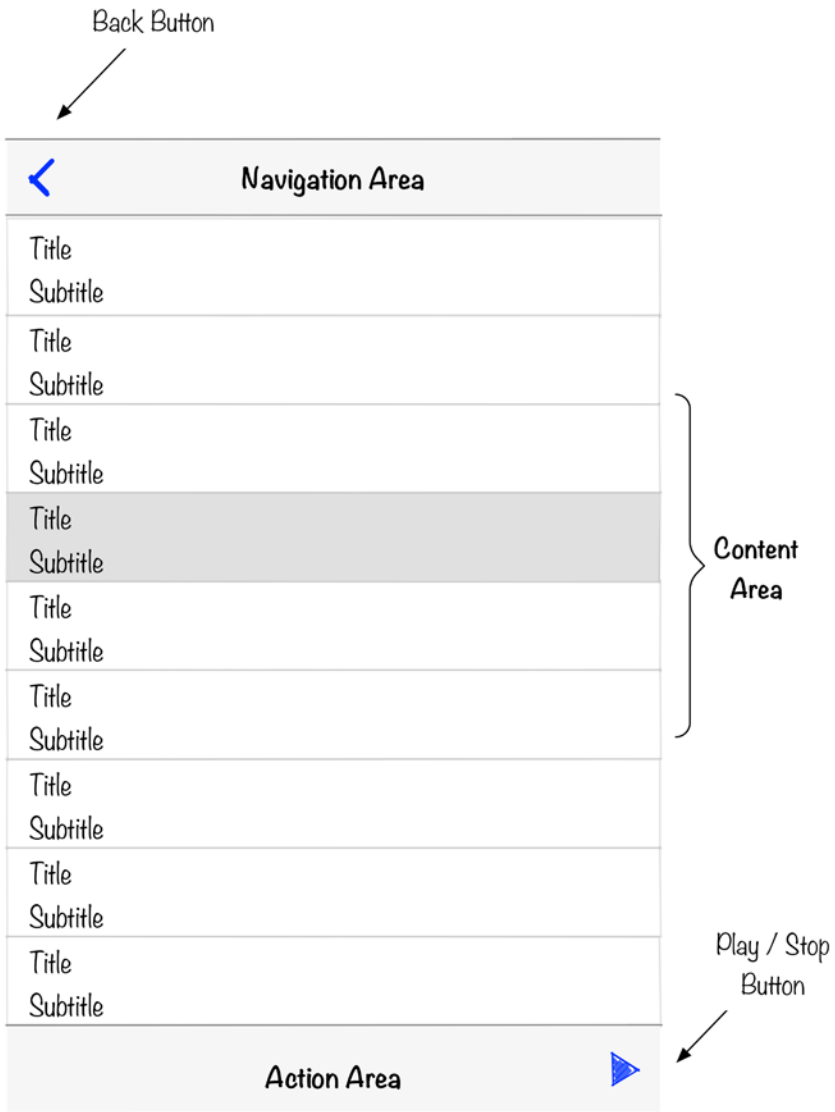 Back Button
Navigation Area
Title
Subtitle
Title
Subtitle
Title
Subtitle
Title
Subtitle
Content
Area
Title
Subtitle
Title
Subtitle
Title
Subtitle
Title
Subtitle
Title
Subtitle
Play / Stop
Button
Action Area